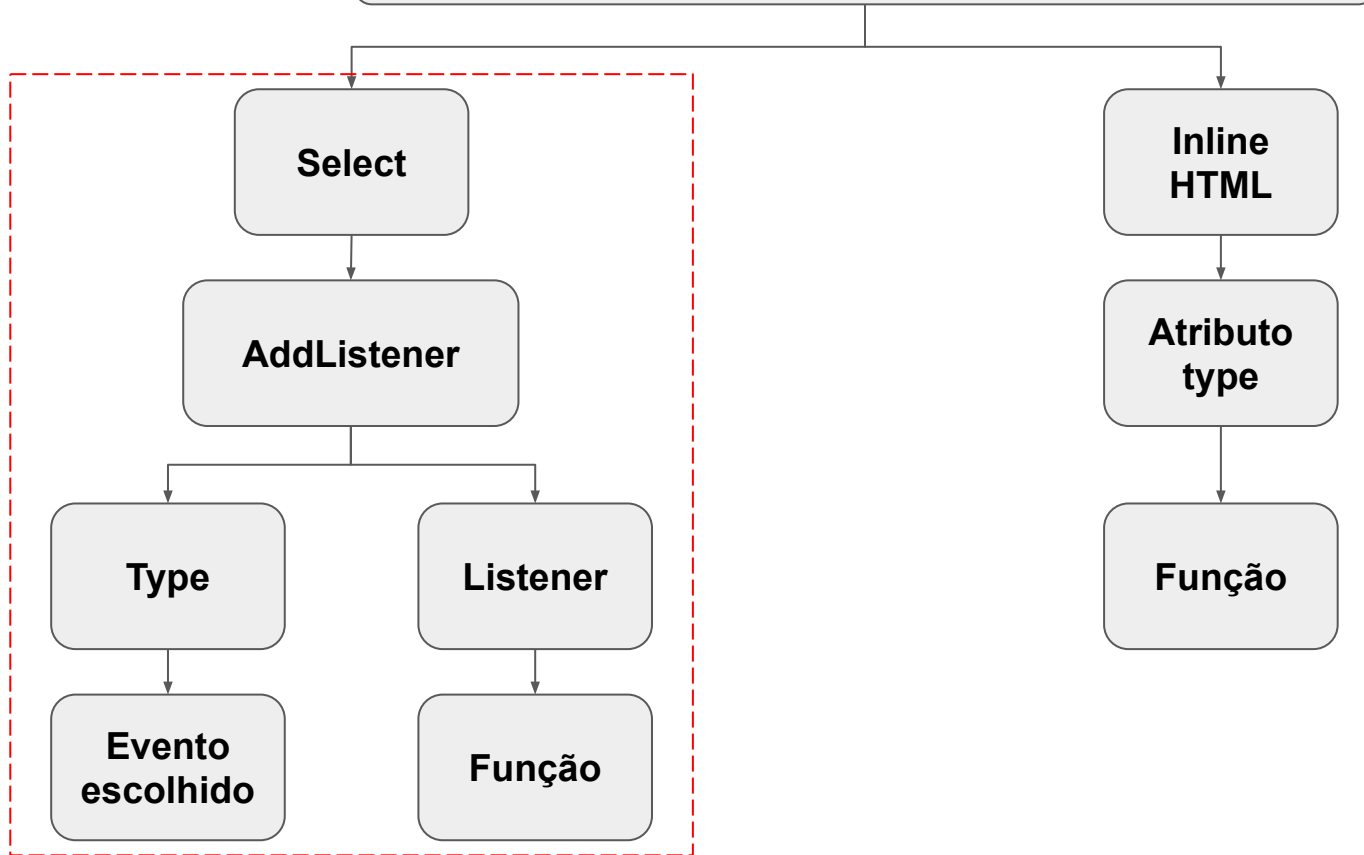 Select
Inline
HTML
AddListener
Atributo
type
Type
Listener
Função
Evento
escolhido
Função